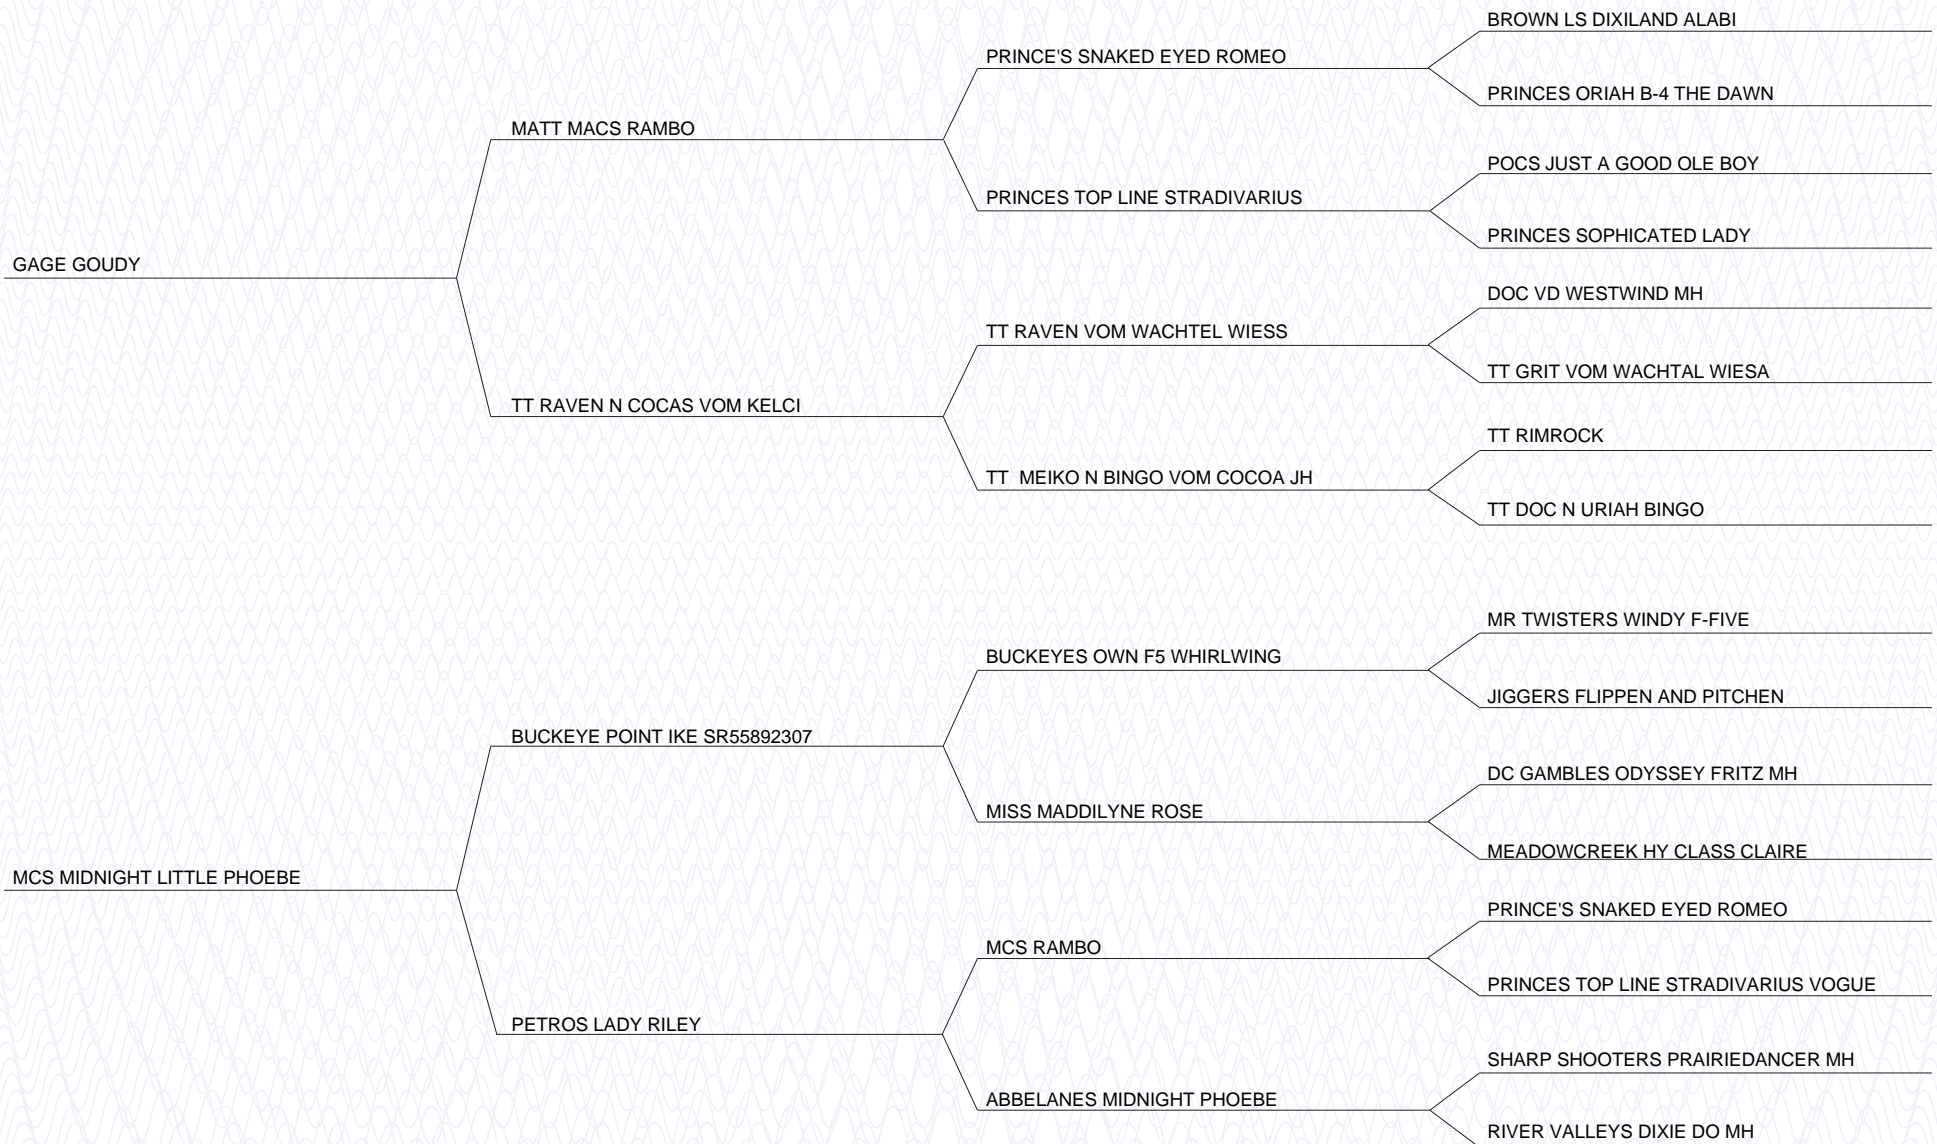 BROWN LS DIXILAND ALABI
PRINCE'S SNAKED EYED ROMEO
PRINCES ORIAH B-4 THE DAWN
MATT MACS RAMBO
POCS JUST A GOOD OLE BOY
PRINCES TOP LINE STRADIVARIUS
PRINCES SOPHICATED LADY
GAGE GOUDY
DOC VD WESTWIND MH
TT RAVEN VOM WACHTEL WIESS
TT GRIT VOM WACHTAL WIESA
TT RAVEN N COCAS VOM KELCI
TT RIMROCK
TT  MEIKO N BINGO VOM COCOA JH
TT DOC N URIAH BINGO
MR TWISTERS WINDY F-FIVE
BUCKEYES OWN F5 WHIRLWING
JIGGERS FLIPPEN AND PITCHEN
BUCKEYE POINT IKE SR55892307
DC GAMBLES ODYSSEY FRITZ MH
MISS MADDILYNE ROSE
MEADOWCREEK HY CLASS CLAIRE
MCS MIDNIGHT LITTLE PHOEBE
PRINCE'S SNAKED EYED ROMEO
MCS RAMBO
PRINCES TOP LINE STRADIVARIUS VOGUE
PETROS LADY RILEY
SHARP SHOOTERS PRAIRIEDANCER MH
ABBELANES MIDNIGHT PHOEBE
RIVER VALLEYS DIXIE DO MH